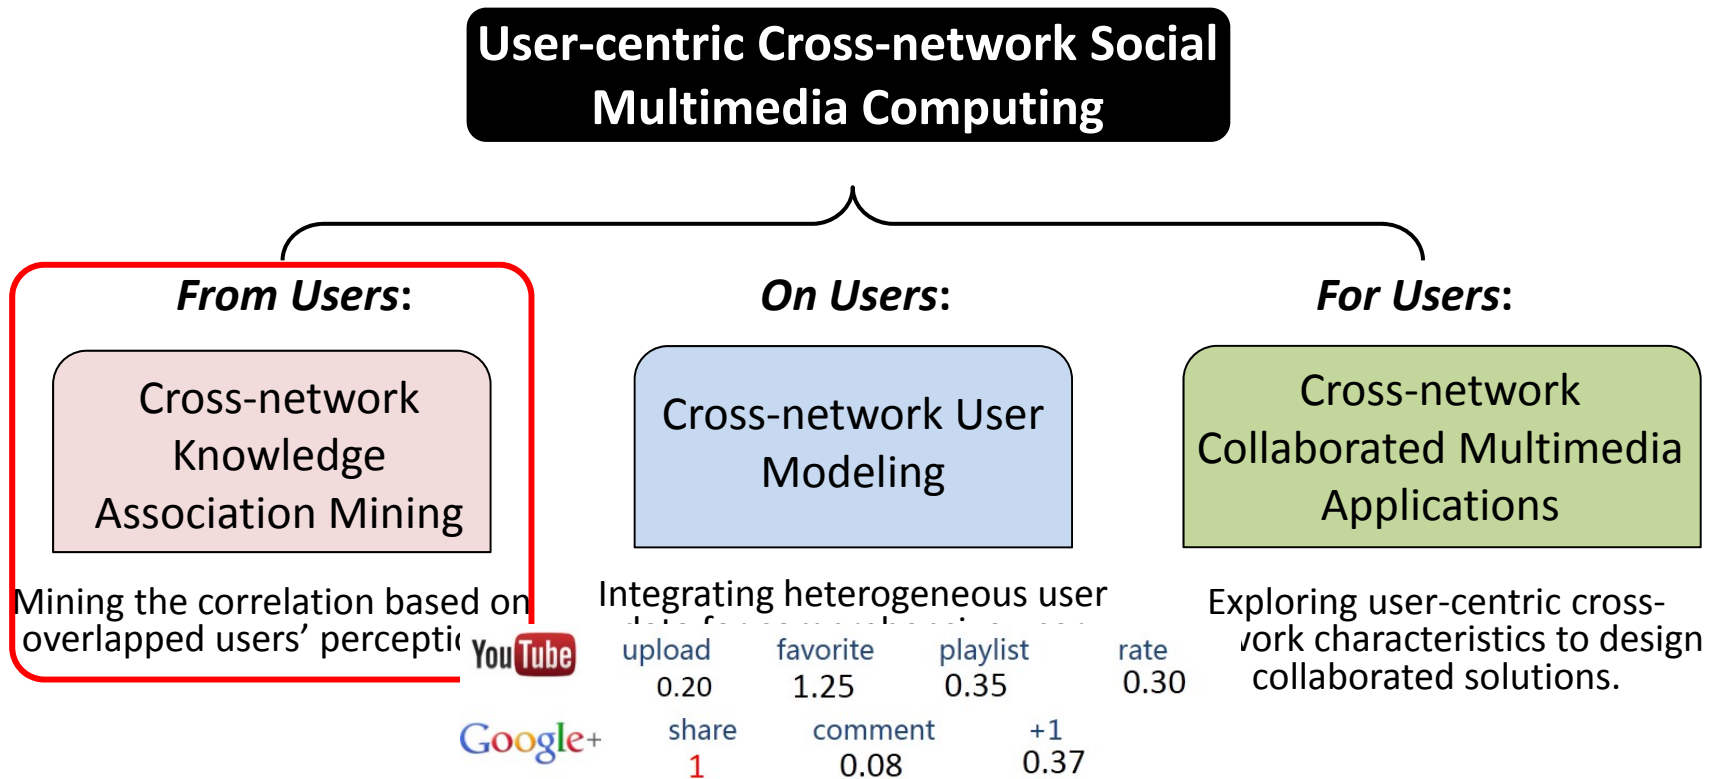 User-centric Cross-network Social
Multimedia Computing
From Users:
On Users:
For Users:
Cross-network
Knowledge
Association Mining
Cross-network User
Modeling
Cross-network
Collaborated Multimedia
Applications
Mining the correlation based on
overlapped users’
Integrating heterogeneous user
Exploring user-centric cross-
characteristics to design
collaborated solutions.
YouTube
upload favorite playlist rate
0.20 1.25 0.35 0.30
Google+
share comment +1
1 0.08 0.37